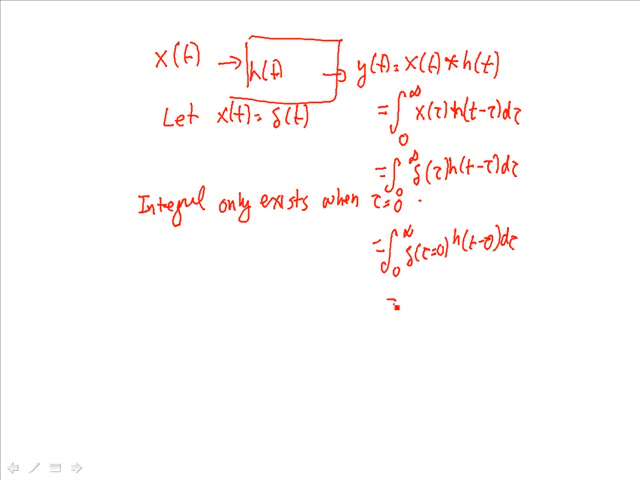 x(t) → h(t) → y(t) = x(t) * h(t)
Let x(t) = δ(t)
= ∫₀^∞ x(τ) h(t-τ)dτ
= ∫₀^∞ δ(τ) h(t-τ)dτ
Integral only exists when τ=0.
= ∫₀^∞ δ(τ=0) h(t-0)dτ
=